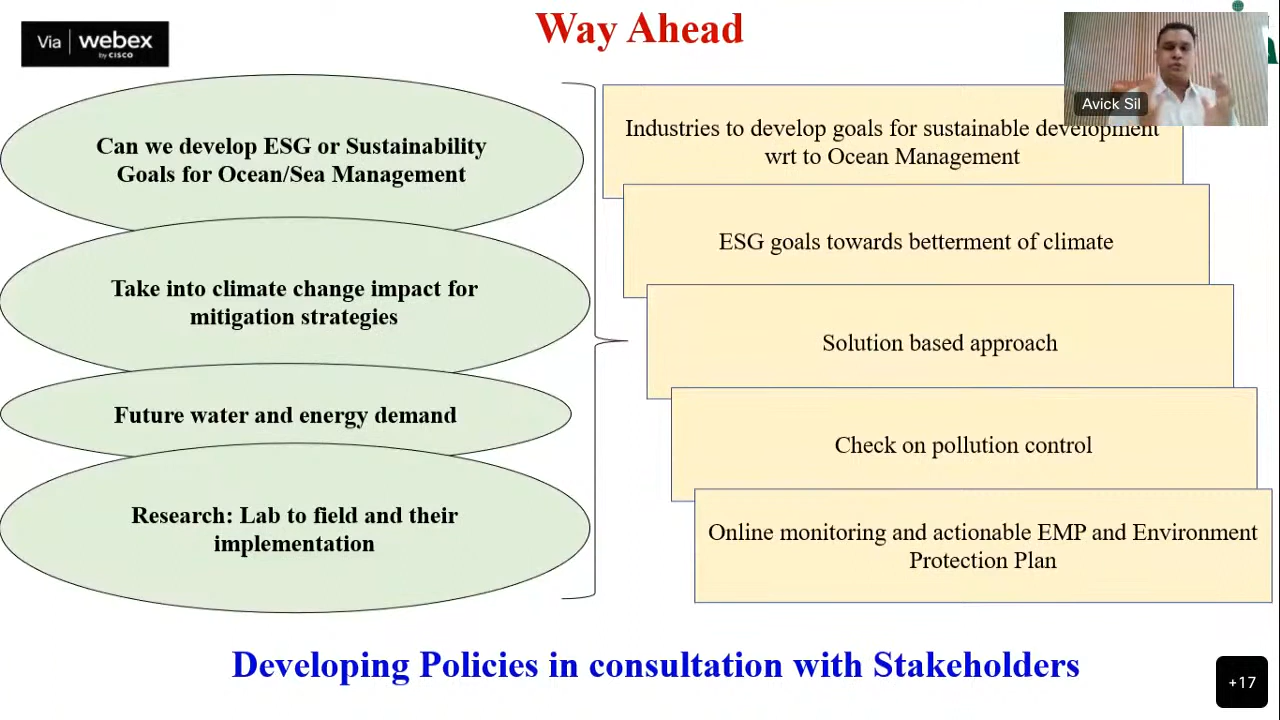 Via webex
by CISCO
Way Ahead
Avick Sil
Can we develop ESG or Sustainability
Goals for Ocean/Sea Management
Take into climate change impact for
mitigation strategies
Future water and energy demand
Research: Lab to field and their
implementation
Industries to develop goals for sustainable development
wrt to Ocean Management
ESG goals towards betterment of climate
Solution based approach
Check on pollution control
Online monitoring and actionable EMP and Environment
Protection Plan
Developing Policies in consultation with Stakeholders
+17